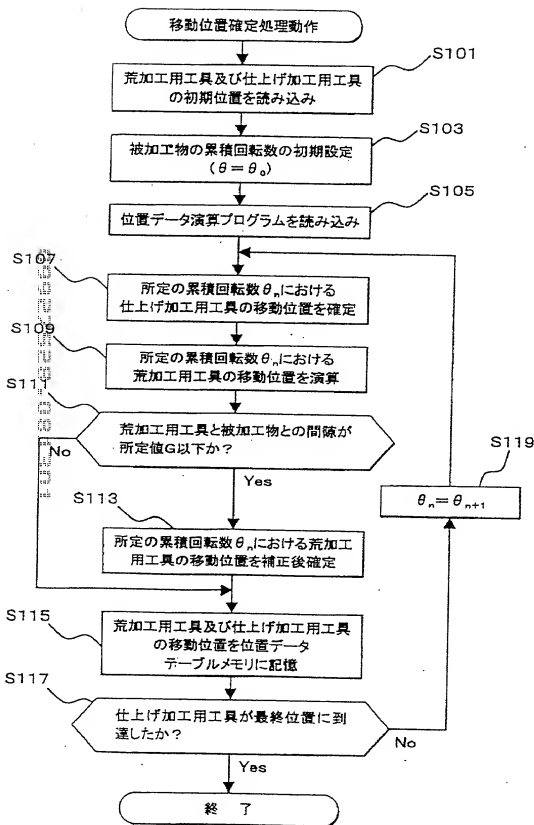 移動位置確定処理動作
S101
荒加工用工具及び仕上げ加工用工具
の初期位置を読み込み
S103
被加工物の累積回転数の初期設定
(θ=θ₀)
S105
位置データ演算プログラムを読み込み
S107
所定の累積回転数θₙにおける
仕上げ加工用工具の移動位置を確定
S109
所定の累積回転数θₙにおける
荒加工用工具の移動位置を演算
S111
荒加工用工具と被加工物との間隙が
所定値G以下か?
No
Yes
S119
θₙ=θₙ₊₁
S113
所定の累積回転数θₙにおける荒加工
用工具の移動位置を補正後確定
S115
荒加工用工具及び仕上げ加工用工具
の移動位置を位置データ
テーブルメモリに記憶
S117
仕上げ加工用工具が最終位置に到
達したか?
No
Yes
終 了